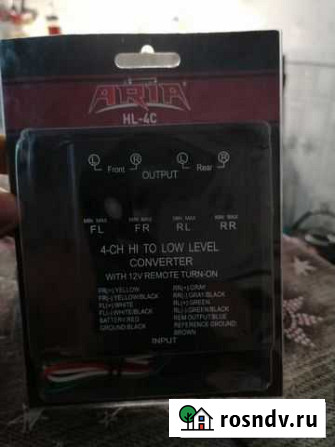 ARIA
HL-4C
L Front R L Rear R
OUTPUT
MIN MAX MIN MAX MIN MAX MIN MAX
FL FR RL RR
4-CH HI TO LOW LEVEL
CONVERTER
WITH 12V REMOTE TURN-ON
FR(+):YELLOW RR(+):GRAY
FR(-):YELLOW/BLACK RR(-):GRAY/BLACK
FL(+):WHITE RL(+):GREEN
FL(-):WHITE/BLACK RL(-):GREEN/BLACK
BATTERY:RED REM.OUTPUT:BLUE
GROUND:BLACK REFERENCE GROUND:
BROWN
INPUT
rosndv.ru